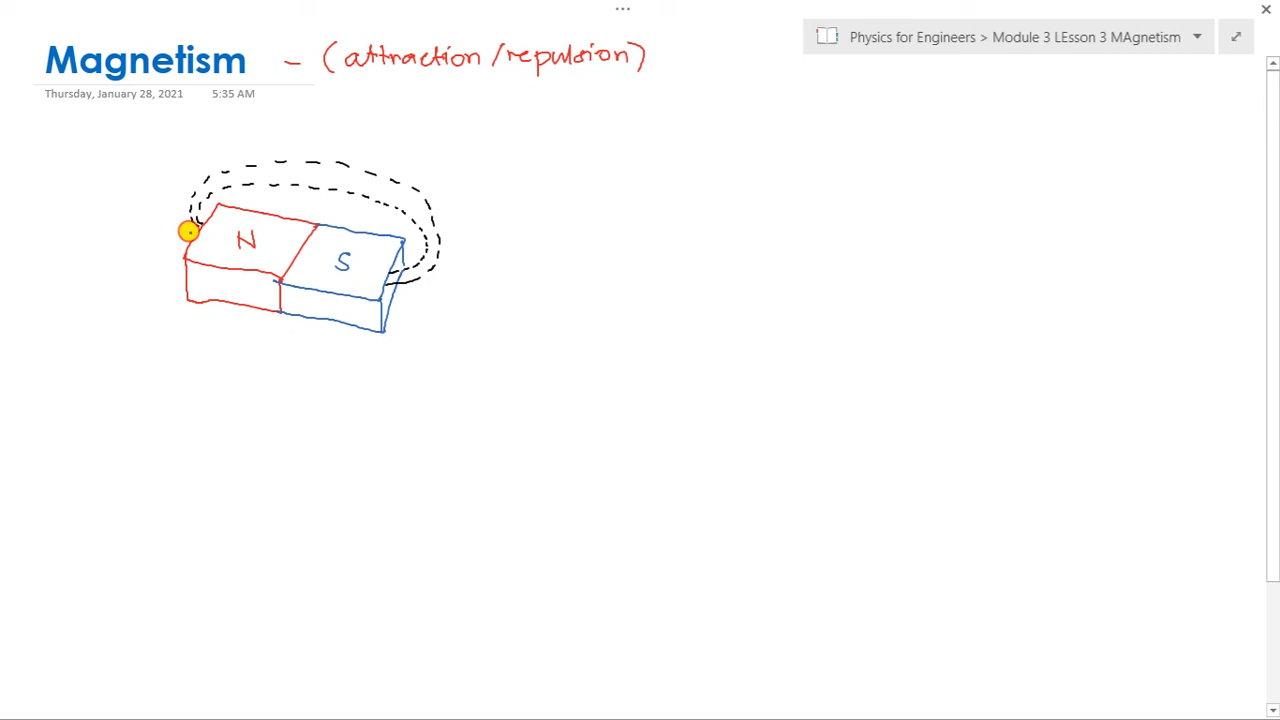 Magnetism - (attraction/repulsion)
Physics for Engineers > Module 3 LEsson 3 MAgnetism
Thursday, January 28, 2021 5:35 AM
N
S